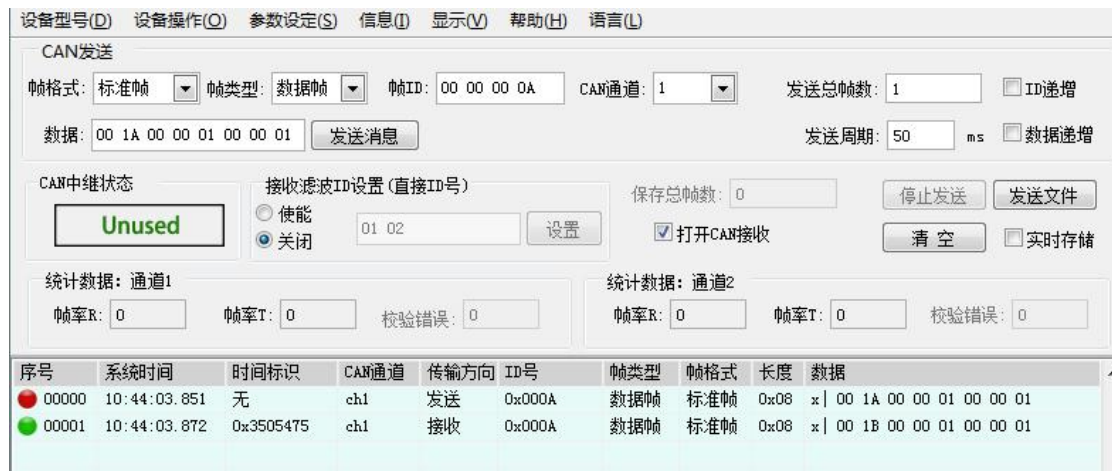 设备型号(D) 设备操作(O) 参数设定(S) 信息(I) 显示(V) 帮助(H) 语言(L)
CAN发送
帧格式: 标准帧 帧类型: 数据帧 帧ID: 00 00 00 0A CAN通道: 1 发送总帧数: 1 ID递增
数据: 00 1A 00 00 01 00 00 01 发送消息 发送周期: 50 ms 数据递增
CAN中继状态 接收滤波ID设置(直接ID号)
Unused 使能 关闭 01 02 设置 保存总帧数: 0 停止发送 发送文件
打开CAN接收 清空 实时存储
统计数据: 通道1 统计数据: 通道2
帧率R: 0 帧率T: 0 校验错误: 0 帧率R: 0 帧率T: 0 校验错误: 0
序号 系统时间 时间标识 CAN通道 传输方向 ID号 帧类型 帧格式 长度 数据
00000 10:44:03.851 无 ch1 发送 0x000A 数据帧 标准帧 0x08 x| 00 1A 00 00 01 00 00 01
00001 10:44:03.872 0x3505475 ch1 接收 0x000A 数据帧 标准帧 0x08 x| 00 1B 00 00 01 00 00 01